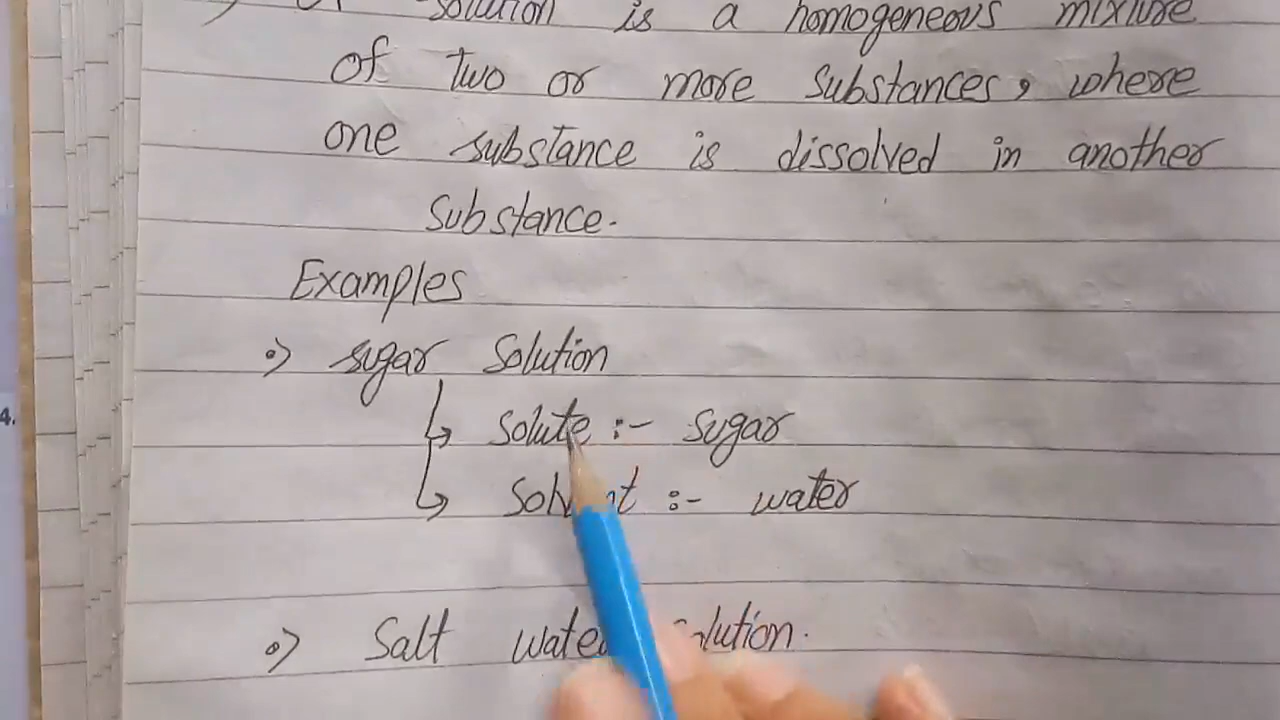 solution is a homogeneous mixture
of two or more substances, where
one substance is dissolved in another
substance.
Examples
sugar solution
solute :- sugar
:- water
Salt
4.